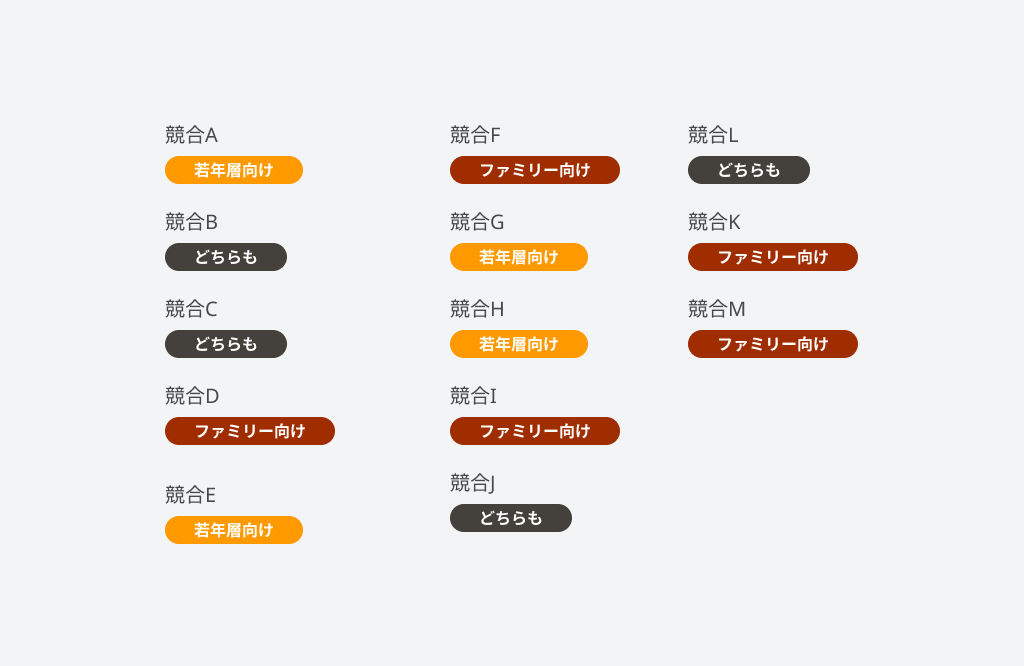 競合A
若年層向け
競合B
どちらも
競合C
どちらも
競合D
ファミリー向け
競合E
若年層向け
競合F
ファミリー向け
競合G
若年層向け
競合H
若年層向け
競合I
ファミリー向け
競合J
どちらも
競合L
どちらも
競合K
ファミリー向け
競合M
ファミリー向け